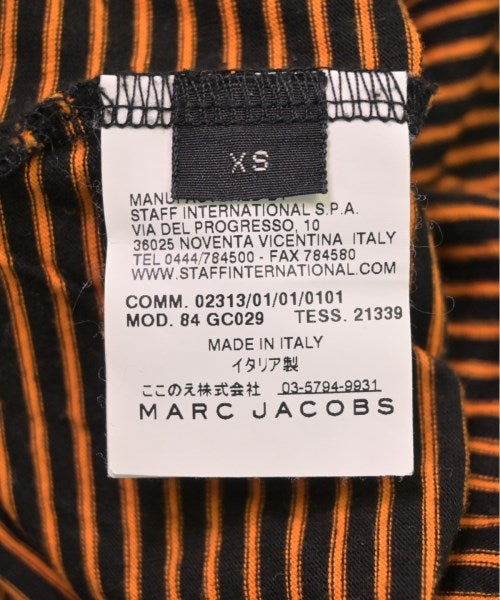 XS
MANUFACTURED BY
STAFF INTERNATIONAL S.P.A.
VIA DEL PROGRESSO, 10
36025 NOVENTA VICENTINA ITALY
TEL 0444/784500 - FAX 784580
WWW.STAFFINTERNATIONAL.COM
COMM. 02313/01/01/0101
MOD. 84 GC029 TESS. 21339
MADE IN ITALY
イタリア製
ここのえ株式会社 03-5794-9931
MARC JACOBS